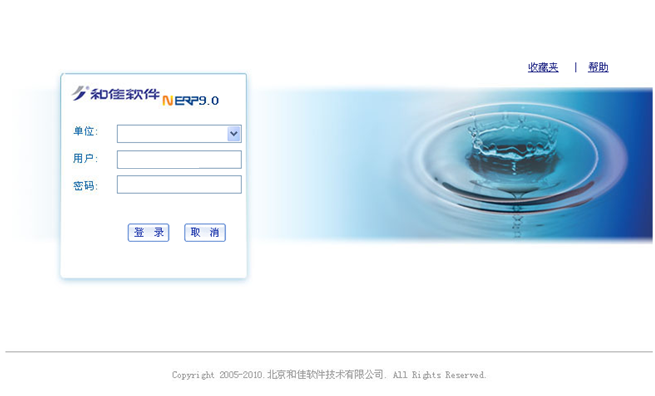 收藏夹 | 帮助
和佳软件 NERP9.0
单位:
用户:
密码:
登 录 取 消
Copyright 2005-2010.北京和佳软件技术有限公司. All Rights Reserved.